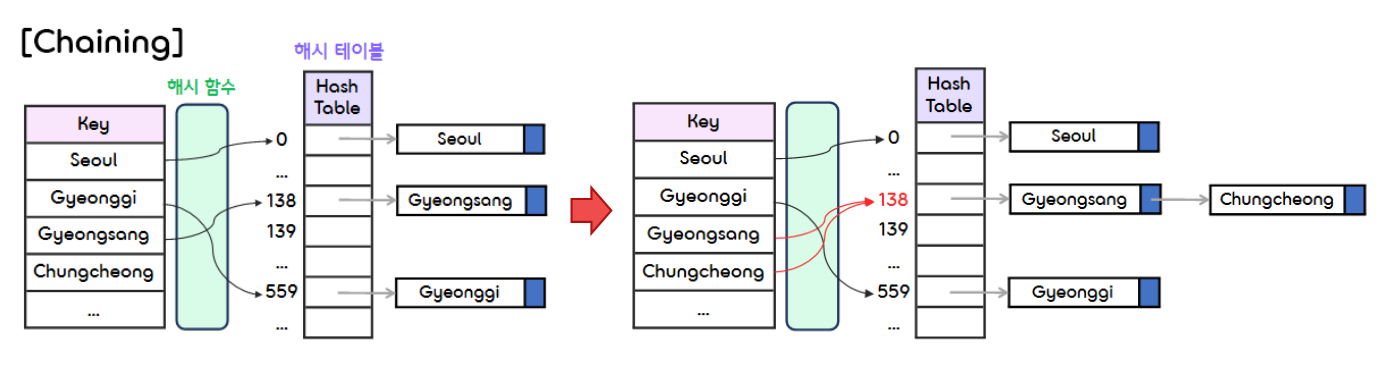 [Chaining]
해시 함수
해시 테이블
Key
Seoul
Gyeonggi
Gyeongsang
Chungcheong
...
0
...
138
139
...
559
...
Hash
Table
Seoul
Gyeongsang
Gyeonggi
Key
Seoul
Gyeonggi
Gyeongsang
Chungcheong
...
0
...
138
139
...
559
...
Hash
Table
Seoul
Gyeongsang
Chungcheong
Gyeonggi